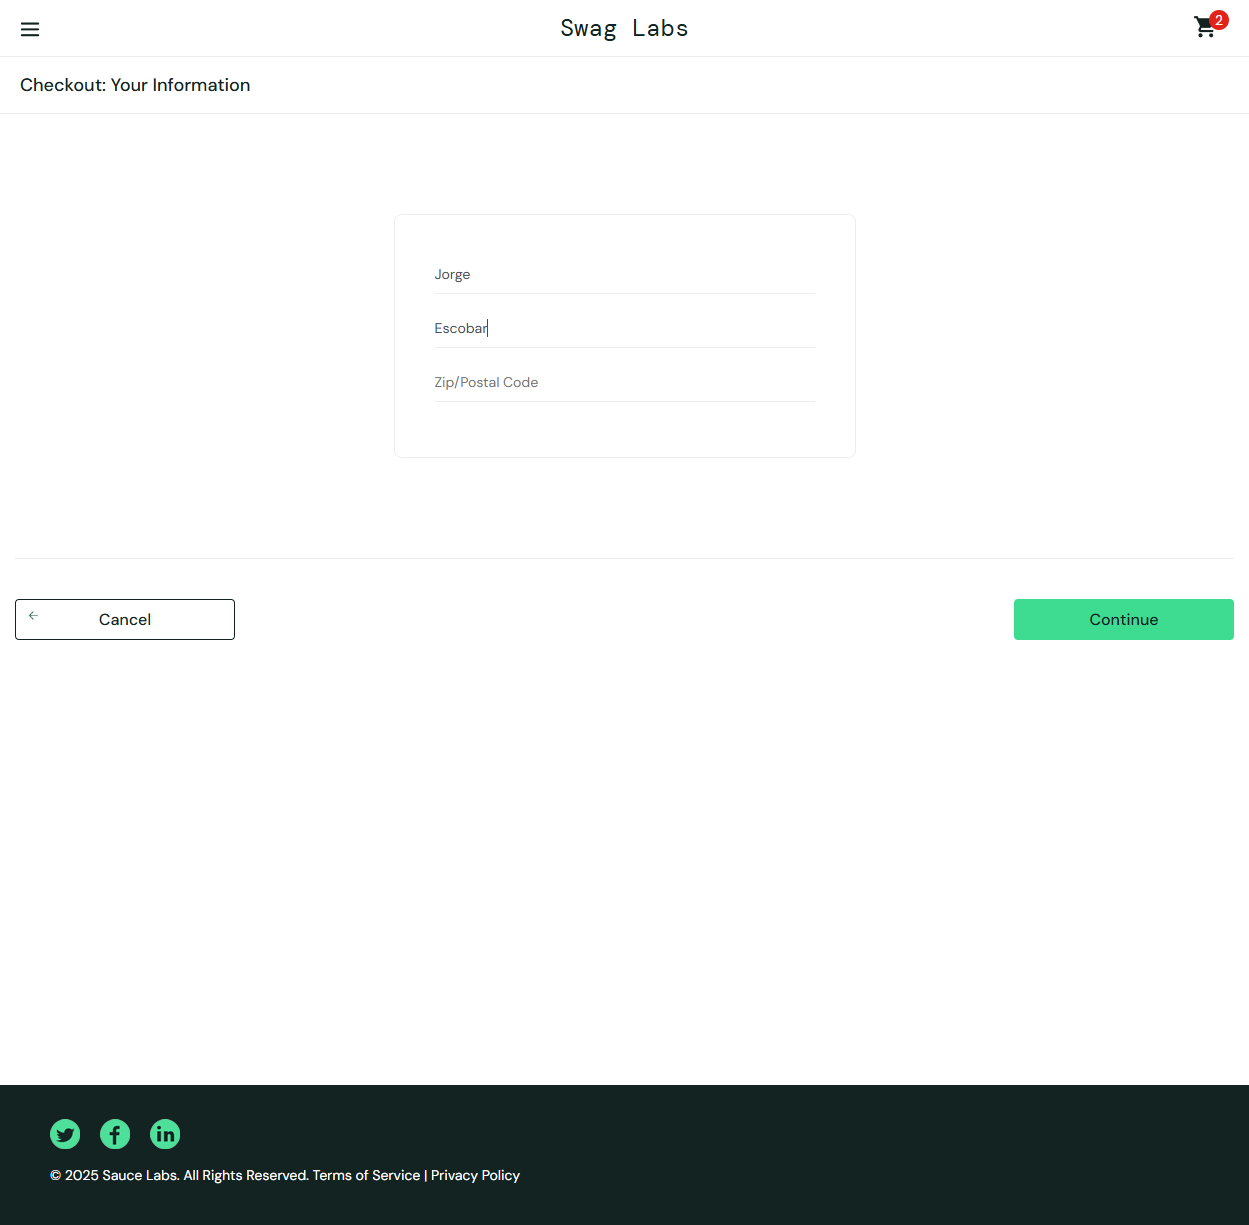 Swag Labs
2
Checkout: Your Information
Jorge
Escobar
Zip/Postal Code
Cancel
Continue
© 2025 Sauce Labs. All Rights Reserved. Terms of Service | Privacy Policy